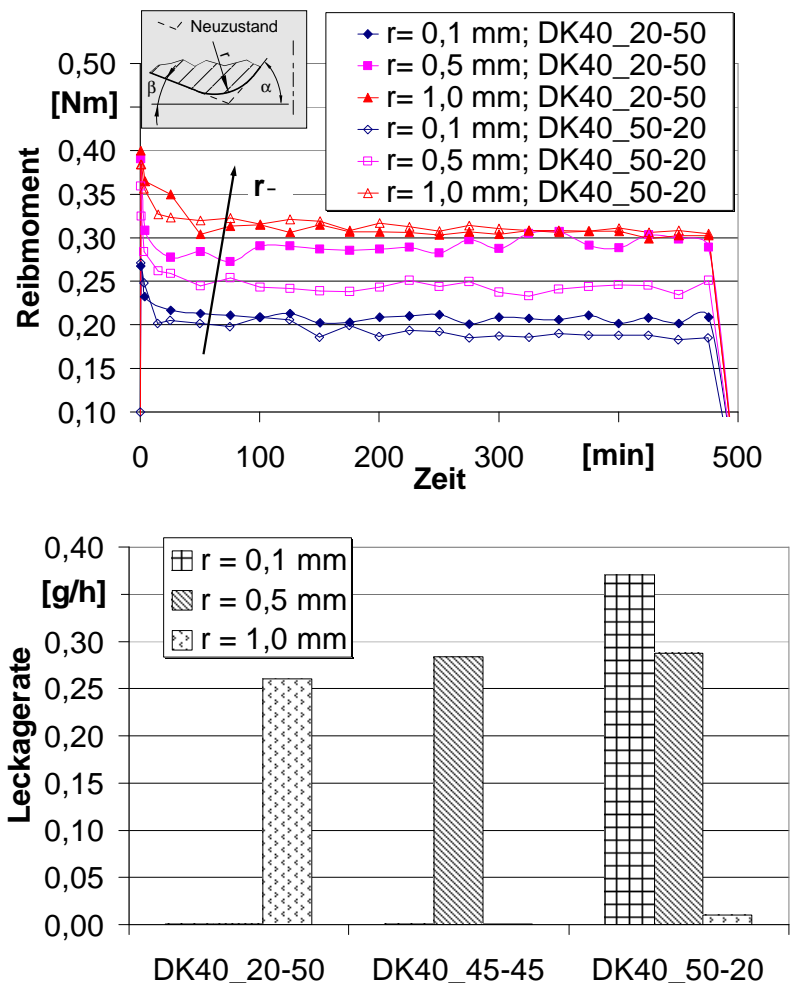 Neuzustand
r
β
α
r= 0,1 mm; DK40_20-50
r= 0,5 mm; DK40_20-50
r= 1,0 mm; DK40_20-50
r= 0,1 mm; DK40_50-20
r= 0,5 mm; DK40_50-20
r= 1,0 mm; DK40_50-20
0,50
[Nm]
0,40
0,35
0,30
0,25
0,20
0,15
0,10
Reibmoment
r-
0
100
200
300
[min]
500
Zeit
0,40
[g/h]
0,30
0,25
0,20
0,15
0,10
0,05
0,00
Leckagerate
r = 0,1 mm
r = 0,5 mm
r = 1,0 mm
DK40_20-50
DK40_45-45
DK40_50-20